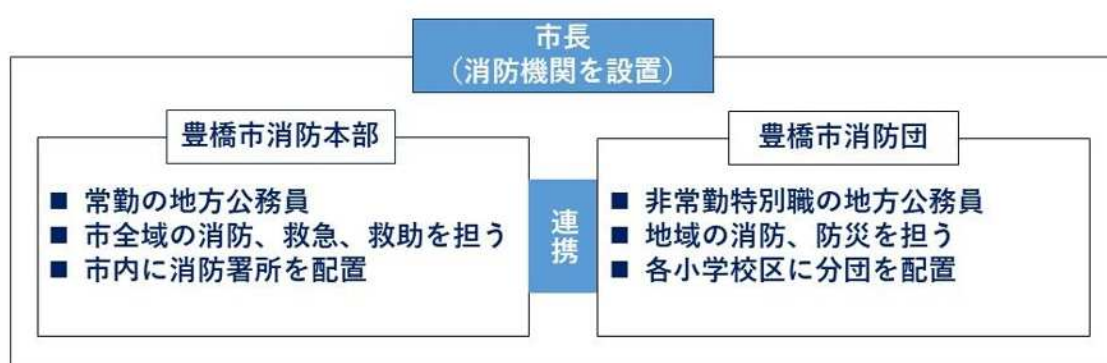 市長
（消防機関を設置）
豊橋市消防本部
■ 常勤の地方公務員
■ 市全域の消防、救急、救助を担う
■ 市内に消防署所を配置
連携
豊橋市消防団
■ 非常勤特別職の地方公務員
■ 地域の消防、防災を担う
■ 各小学校区に分団を配置